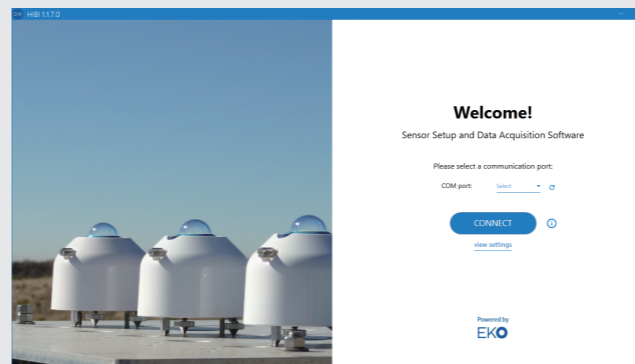 HIBI 1.1.7.0
Welcome!
Sensor Setup and Data Acquisition Software
Please select a communication port:
COM port: Select
CONNECT
view settings
Powered by
EKO